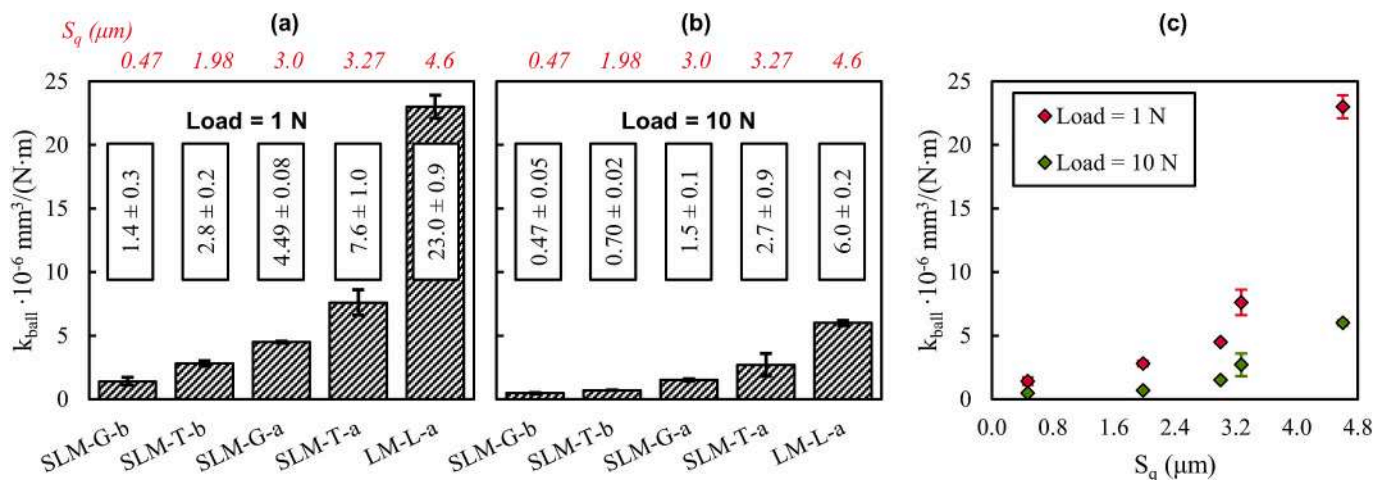 (a)
(b)
(c)
S_q (μm)
0.47 1.98 3.0 3.27 4.6
0.47 1.98 3.0 3.27 4.6
k_ball ·10⁻⁶ mm³/(N·m)
25
20
15
10
5
0
Load = 1 N
1.4 ± 0.3
2.8 ± 0.2
4.49 ± 0.08
7.6 ± 1.0
23.0 ± 0.9
SLM-G-b
SLM-T-b
SLM-G-a
SLM-T-a
LM-L-a
Load = 10 N
0.47 ± 0.05
0.70 ± 0.02
1.5 ± 0.1
2.7 ± 0.9
6.0 ± 0.2
SLM-G-b
SLM-T-b
SLM-G-a
SLM-T-a
LM-L-a
k_ball ·10⁻⁶ mm³/(N·m)
25
20
15
10
5
0
Load = 1 N
Load = 10 N
0.0 0.8 1.6 2.4 3.2 4.0 4.8
S_q (μm)